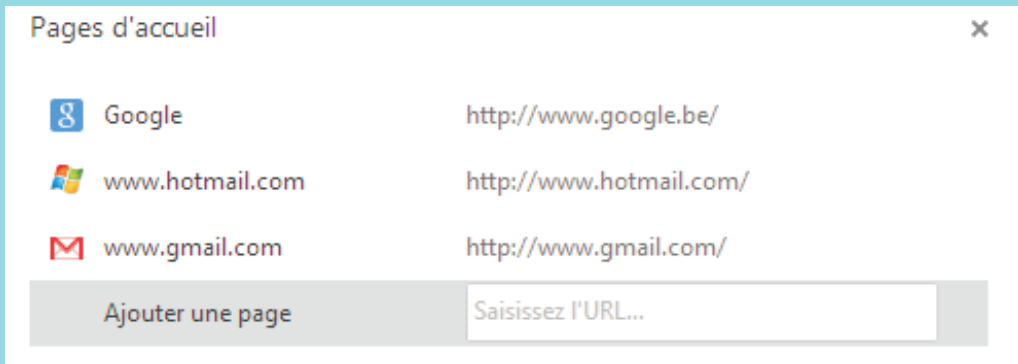 Pages d'accueil
Google http://www.google.be/
www.hotmail.com http://www.hotmail.com/
www.gmail.com http://www.gmail.com/
Ajouter une page Saisissez l'URL...